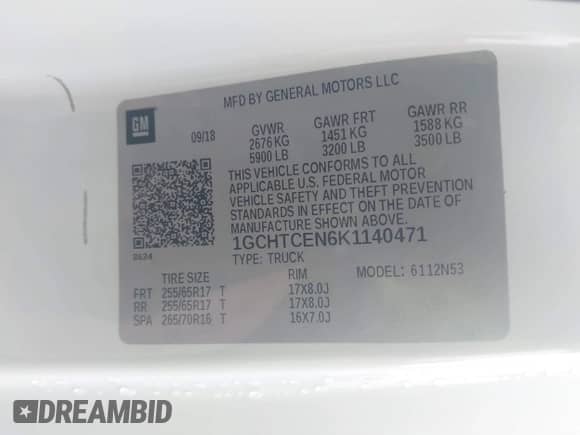 MFD BY GENERAL MOTORS LLC
GM
09/18 GVWR GAWR FRT GAWR RR
2676 KG 1451 KG 1588 KG
5900 LB 3200 LB 3500 LB
THIS VEHICLE CONFORMS TO ALL
APPLICABLE U.S. FEDERAL MOTOR
VEHICLE SAFETY AND THEFT PREVENTION
STANDARDS IN EFFECT ON THE DATE OF
MANUFACTURE SHOWN ABOVE.
1GCHTCEN6K1140471
TYPE: TRUCK
8624
MODEL: 6112N53
TIRE SIZE RIM
FRT 255/65R17 T 17X8.0J
RR 255/65R17 T 17X8.0J
SPA 265/70R16 T 16X7.0J
DREAMBID